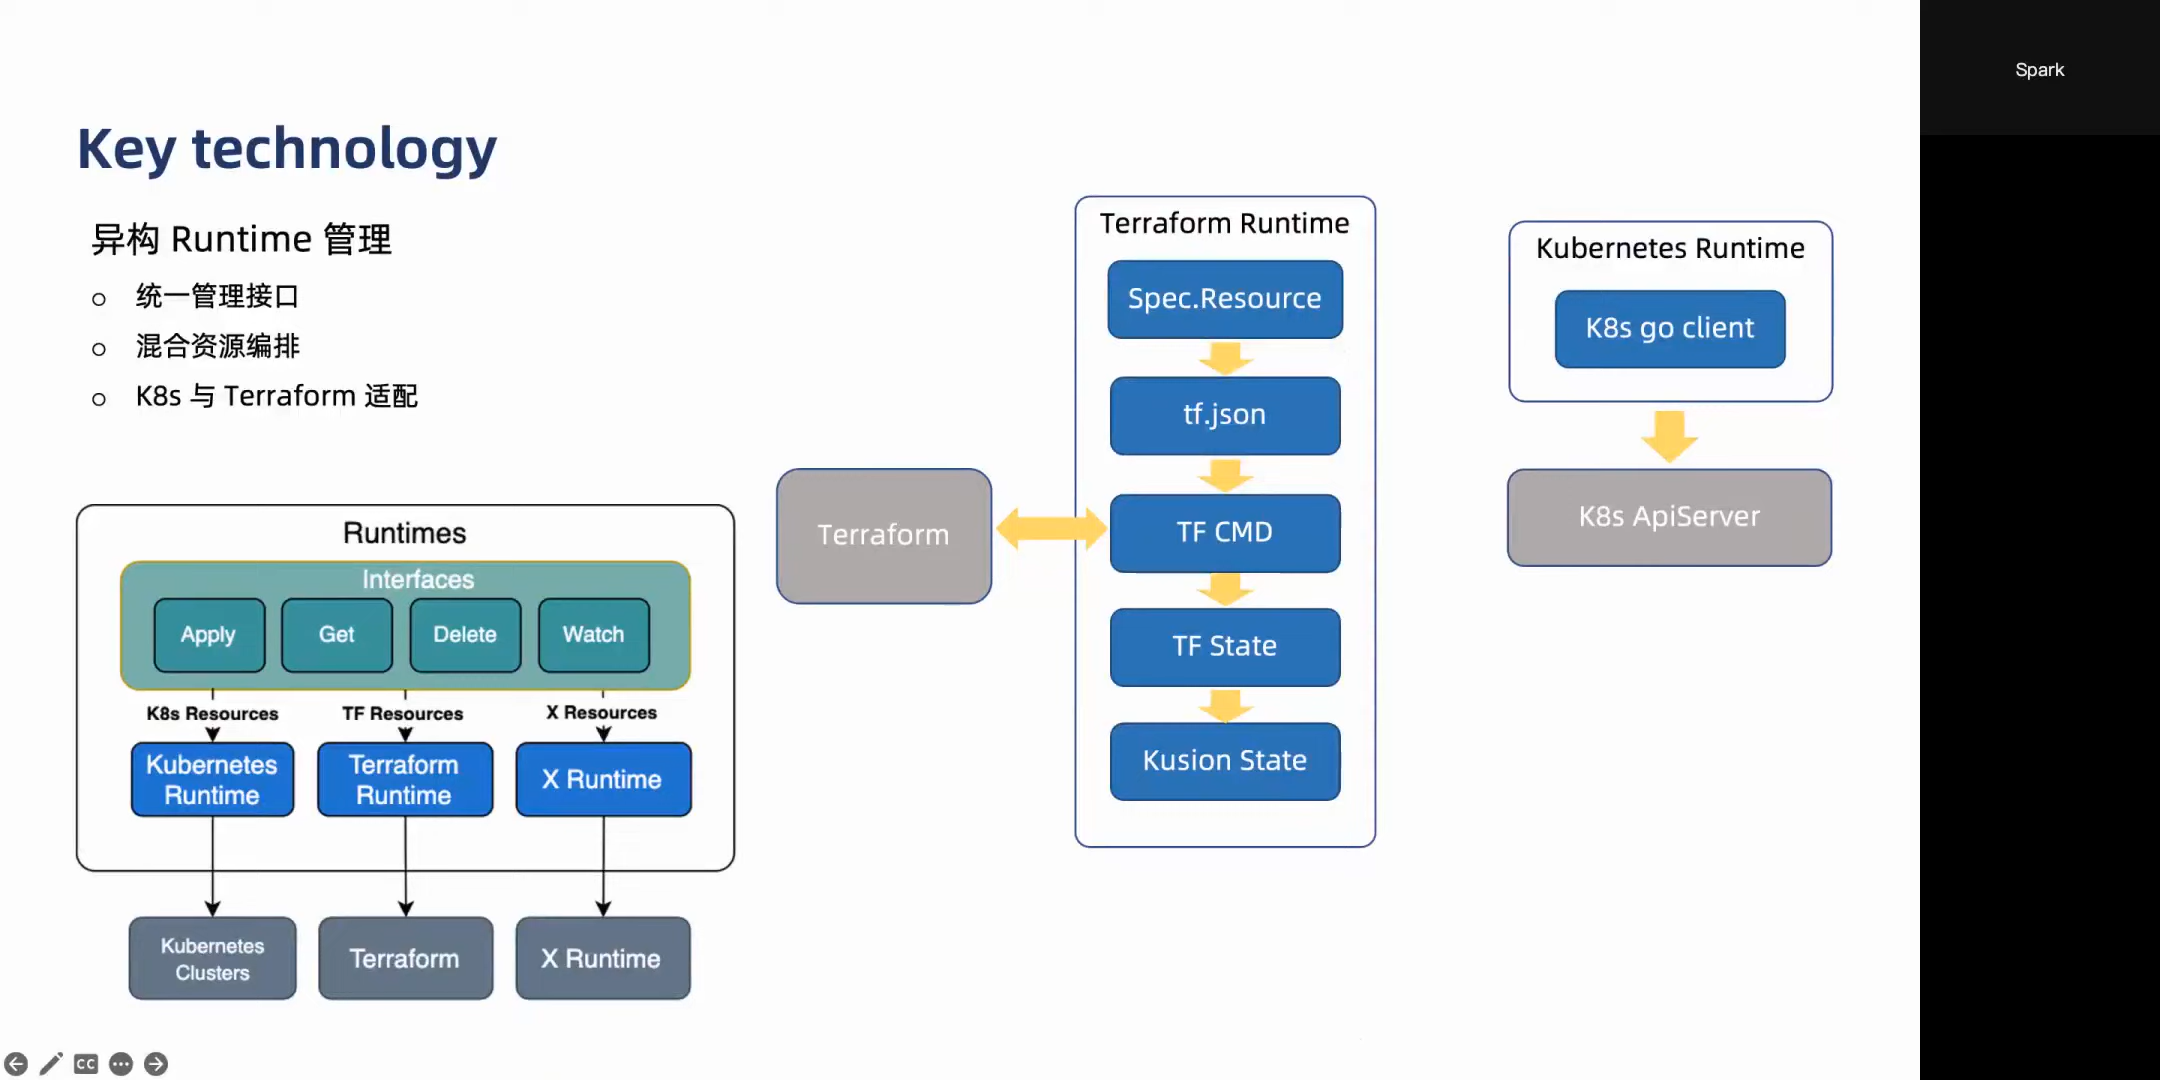 Spark
Key technology
异构 Runtime 管理
统一管理接口
混合资源编排
K8s 与 Terraform 适配
Runtimes
Interfaces
Apply
Get
Delete
Watch
K8s Resources
TF Resources
X Resources
Kubernetes
Runtime
Terraform
Runtime
X Runtime
Kubernetes
Clusters
Terraform
X Runtime
Terraform
Terraform Runtime
Spec.Resource
tf.json
TF CMD
TF State
Kusion State
Kubernetes Runtime
K8s go client
K8s ApiServer
CC